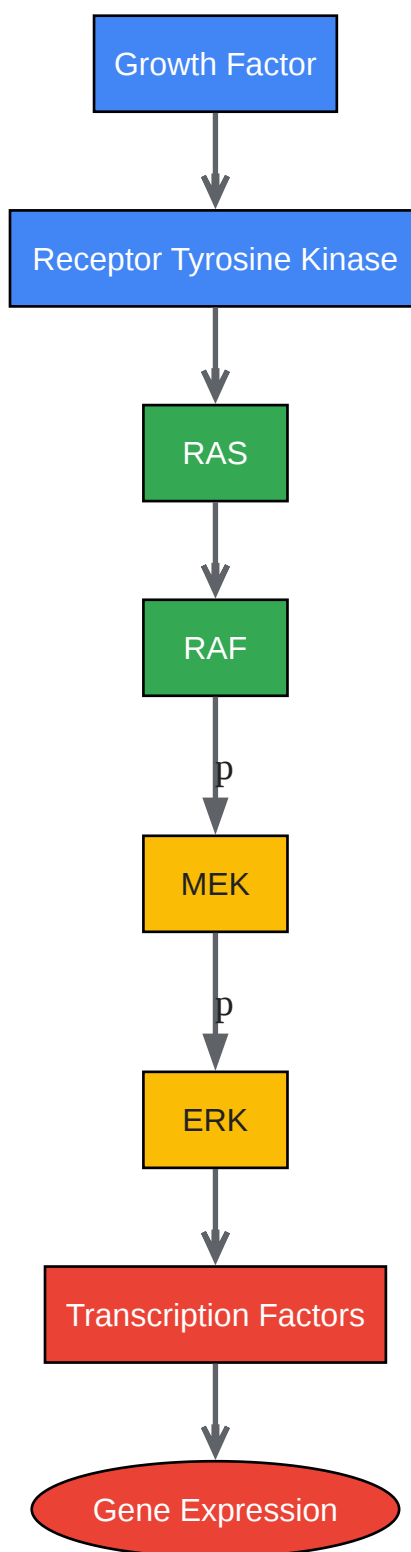 Growth Factor
Receptor Tyrosine Kinase
RAS
RAF
p
MEK
p
ERK
Transcription Factors
Gene Expression